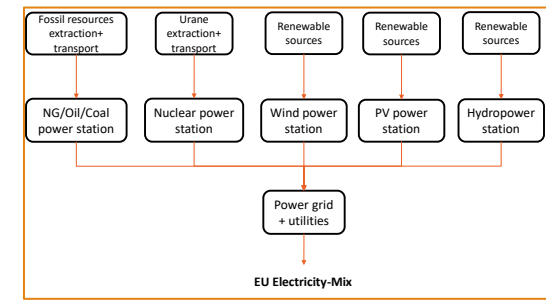 Fossil resources
extraction+
transport
Urane
extraction+
transport
Renewable
sources
Renewable
sources
Renewable
sources
NG/Oil/Coal
power station
Nuclear power
station
Wind power
station
PV power
station
Hydropower
station
Power grid
+ utilities
EU Electricity-Mix